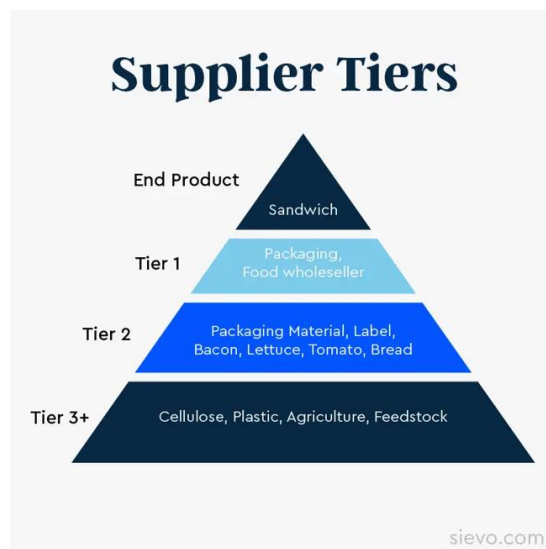 Supplier Tiers
End Product
Sandwich
Tier 1
Packaging,
Food wholeseller
Tier 2
Packaging Material, Label,
Bacon, Lettuce, Tomato, Bread
Tier 3+
Cellulose, Plastic, Agriculture, Feedstock
sievo.com